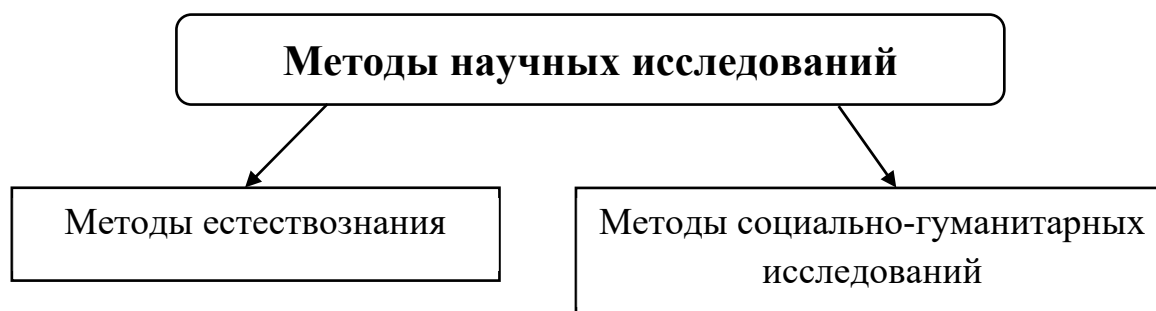 Методы научных исследований
Методы естествознания
Методы социально-гуманитарных
исследований